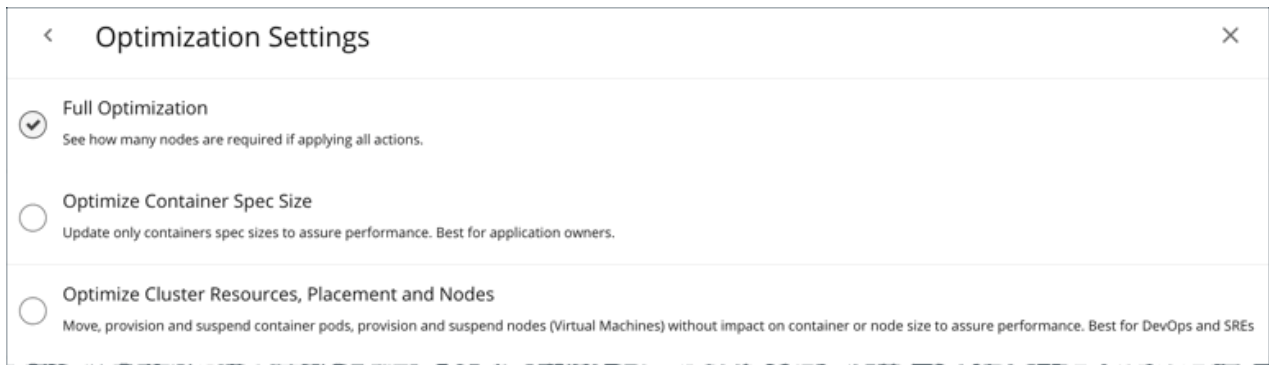 Optimization Settings
Full Optimization
See how many nodes are required if applying all actions.
Optimize Container Spec Size
Update only containers spec sizes to assure performance. Best for application owners.
Optimize Cluster Resources, Placement and Nodes
Move, provision and suspend container pods, provision and suspend nodes (Virtual Machines) without impact on container or node size to assure performance. Best for DevOps and SREs